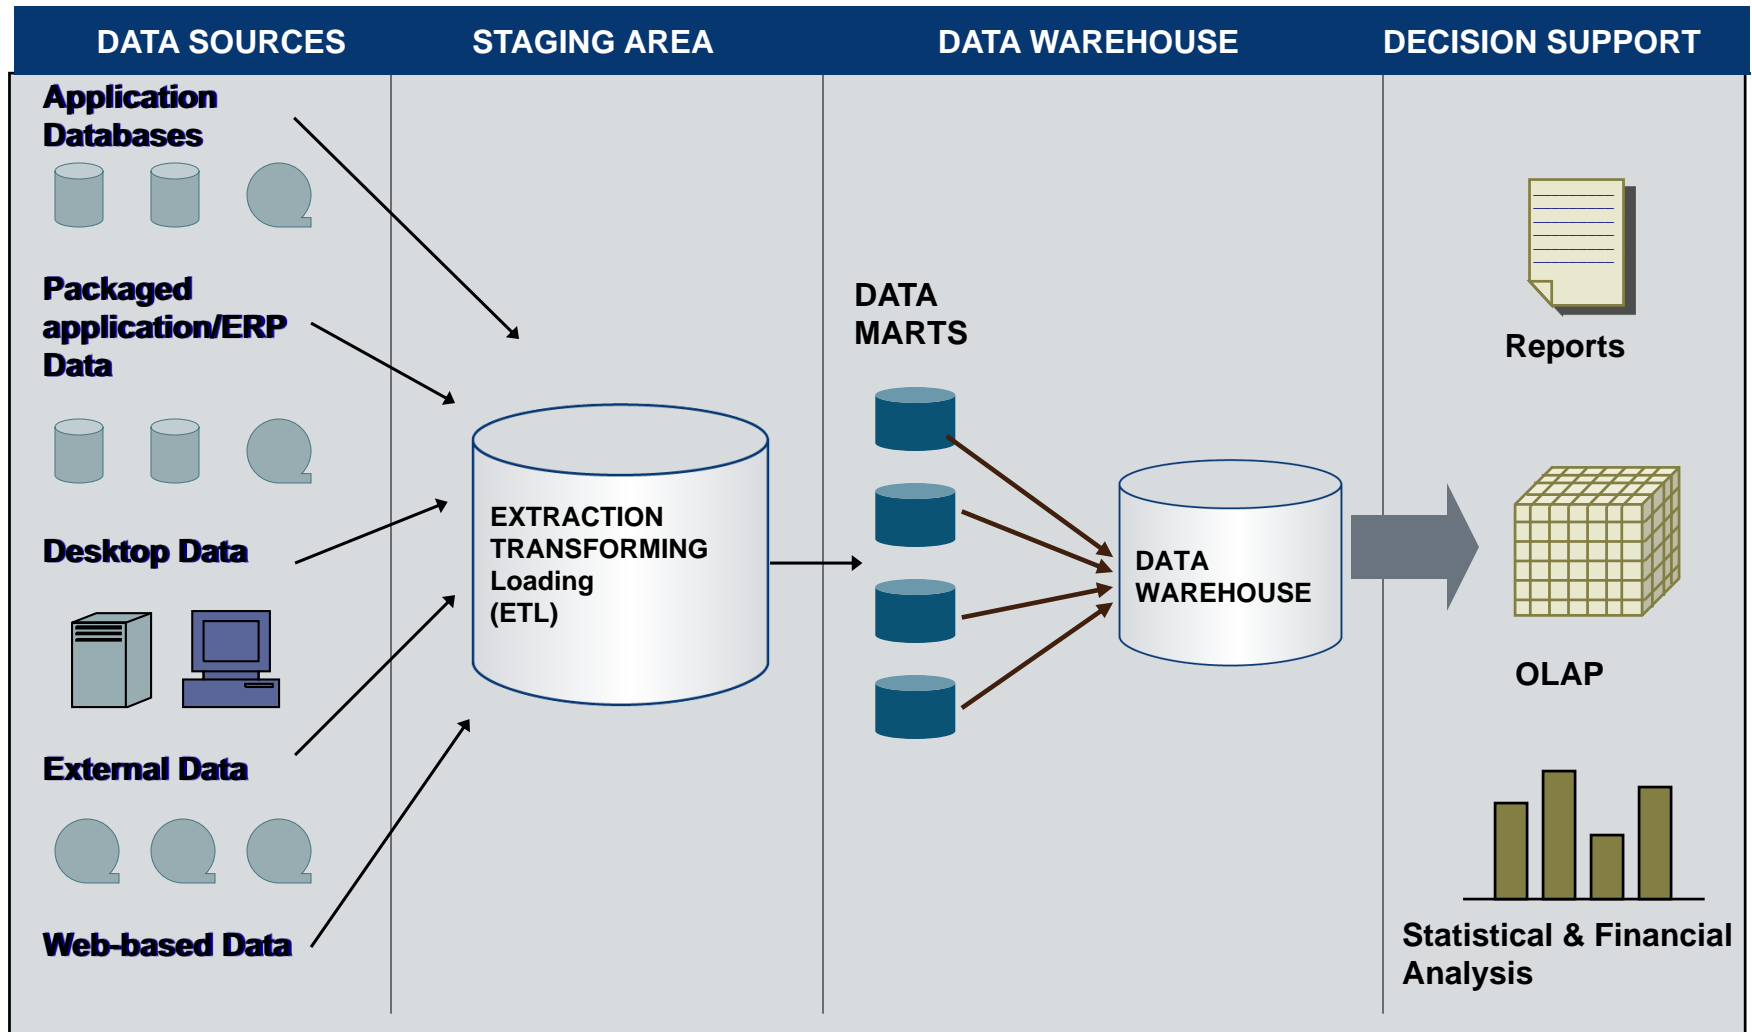 DATA SOURCES
STAGING AREA
DATA WAREHOUSE
DECISION SUPPORT
Application
Databases
Packaged
application/ERP
Data
Desktop Data
External Data
Web-based Data
EXTRACTION
TRANSFORMING
Loading
(ETL)
DATA
MARTS
DATA
WAREHOUSE
Reports
OLAP
Statistical & Financial
Analysis